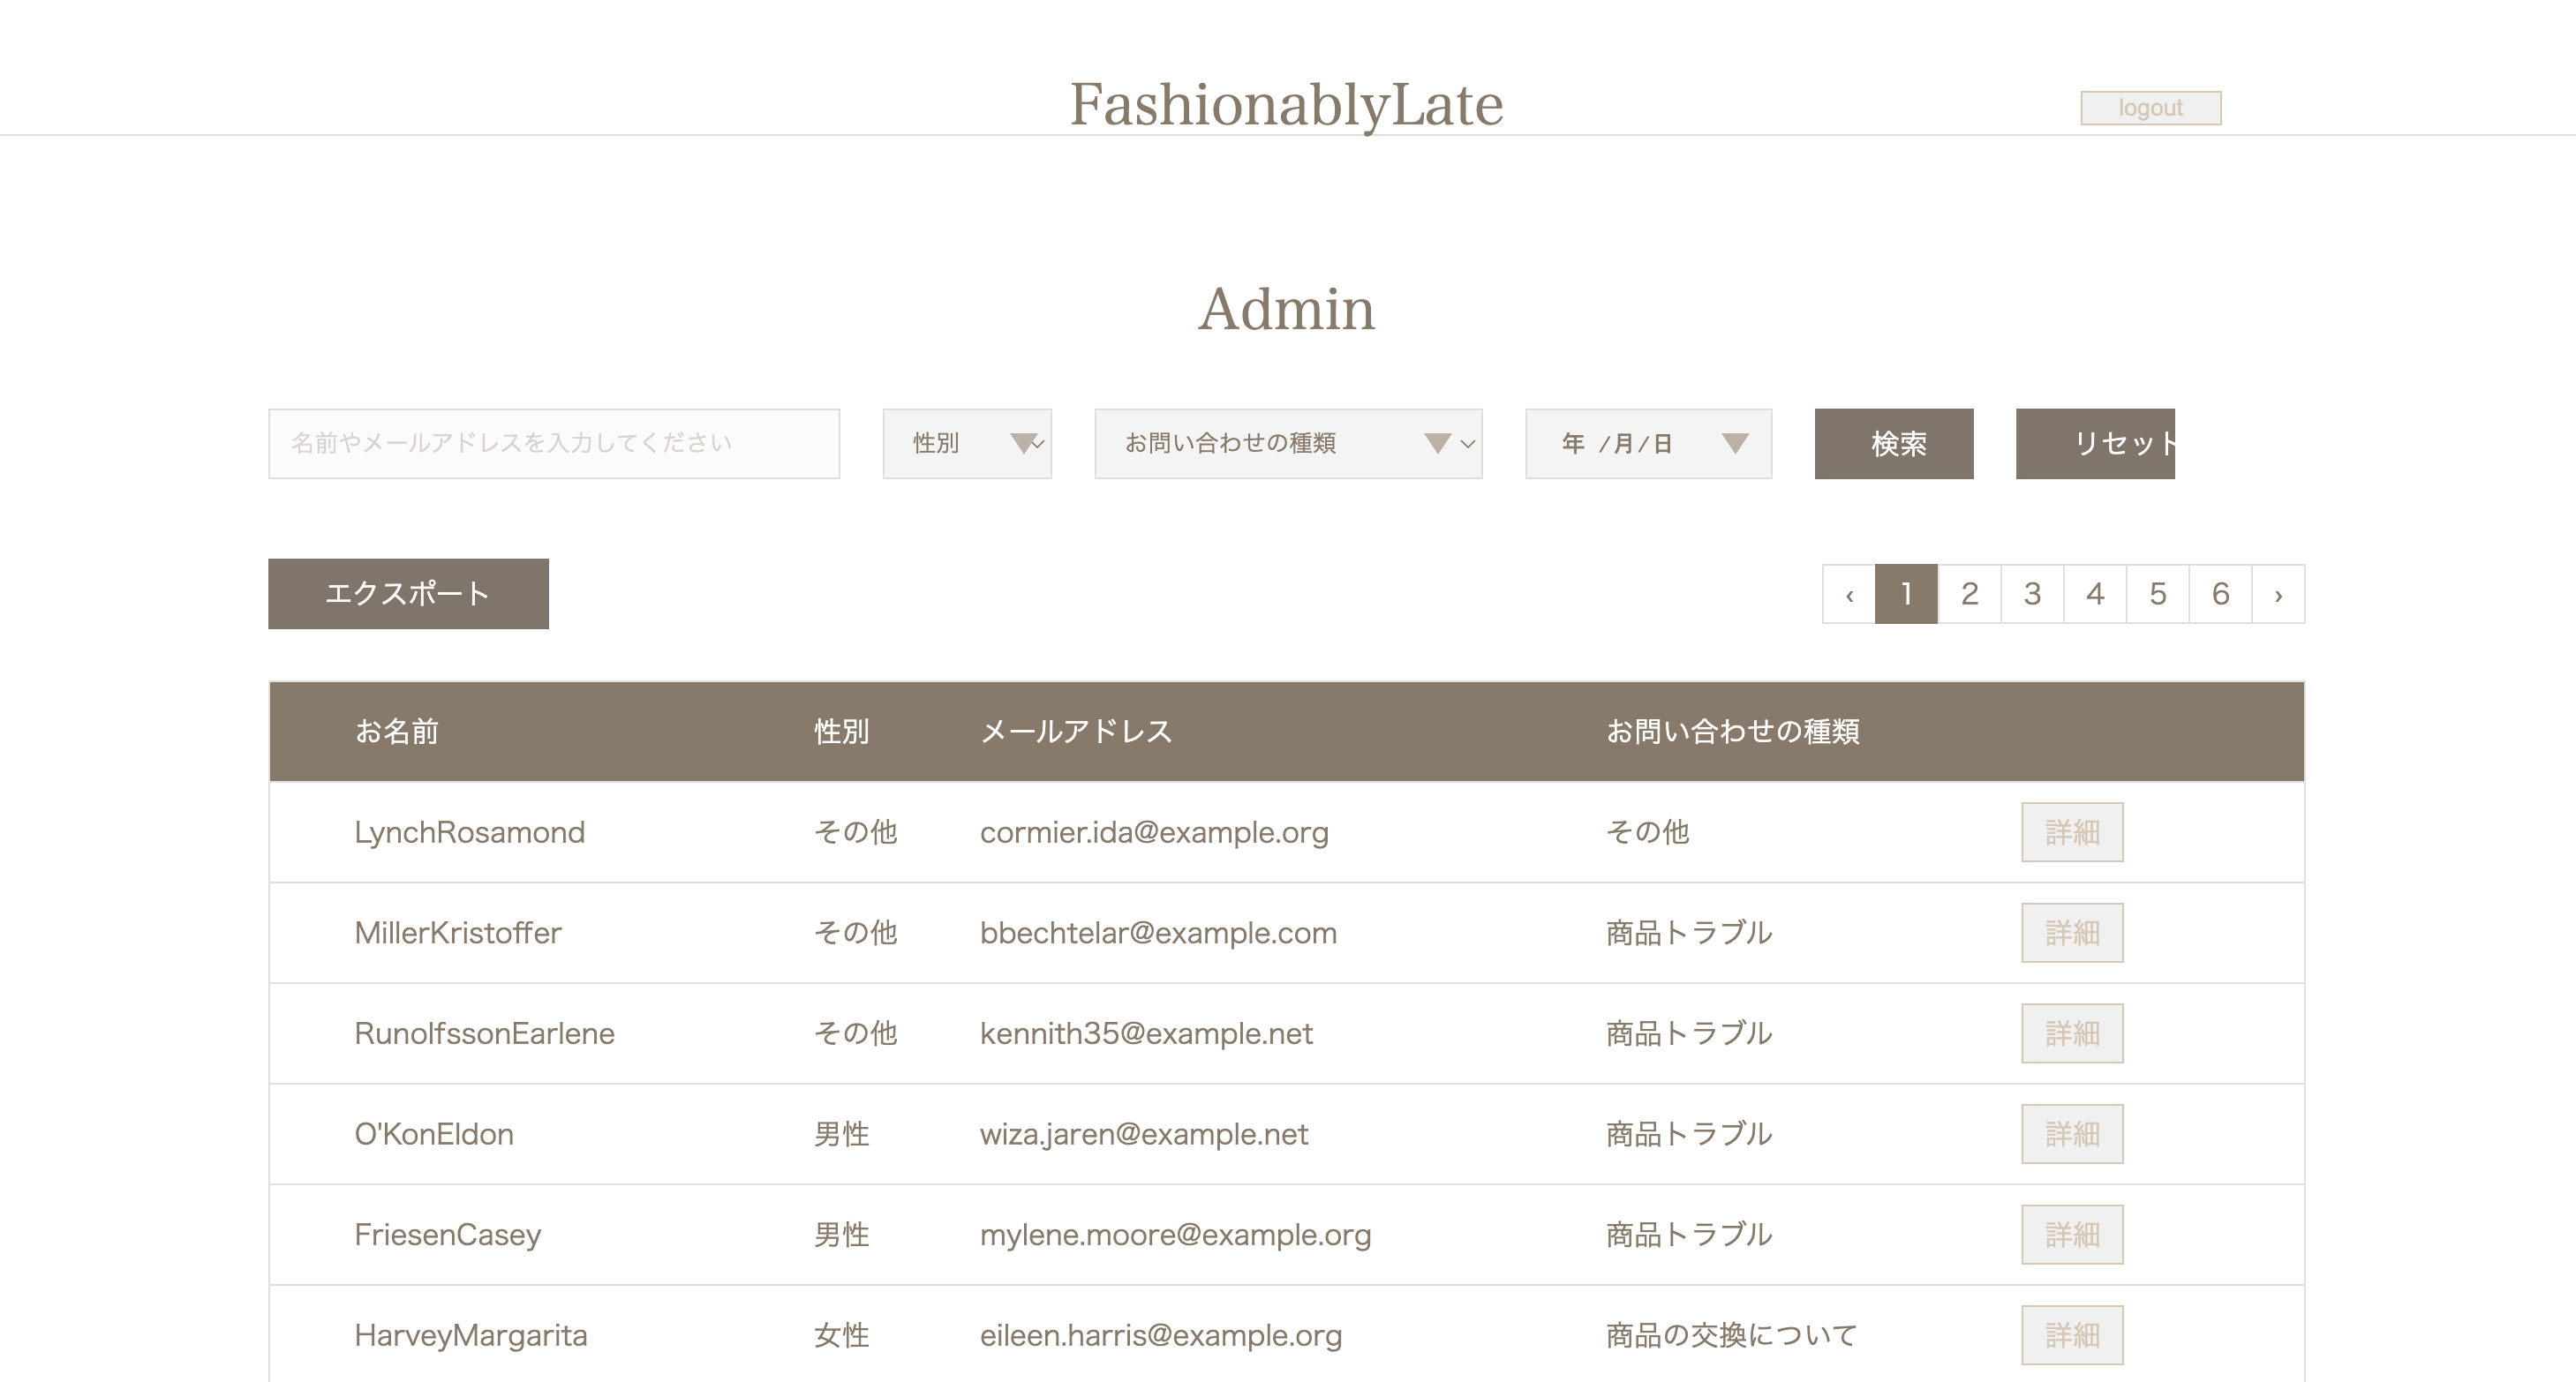 FashionablyLate
logout
Admin
名前やメールアドレスを入力してください 性別 お問い合わせの種類 年 /月/日 検索 リセット
エクスポート ‹ 1 2 3 4 5 6 ›
お名前 性別 メールアドレス お問い合わせの種類
LynchRosamond その他 cormier.ida@example.org その他 詳細
MillerKristoffer その他 bbechtelar@example.com 商品トラブル 詳細
RunolfssonEarlene その他 kennith35@example.net 商品トラブル 詳細
O'KonEldon 男性 wiza.jaren@example.net 商品トラブル 詳細
FriesenCasey 男性 mylene.moore@example.org 商品トラブル 詳細
HarveyMargarita 女性 eileen.harris@example.org 商品の交換について 詳細